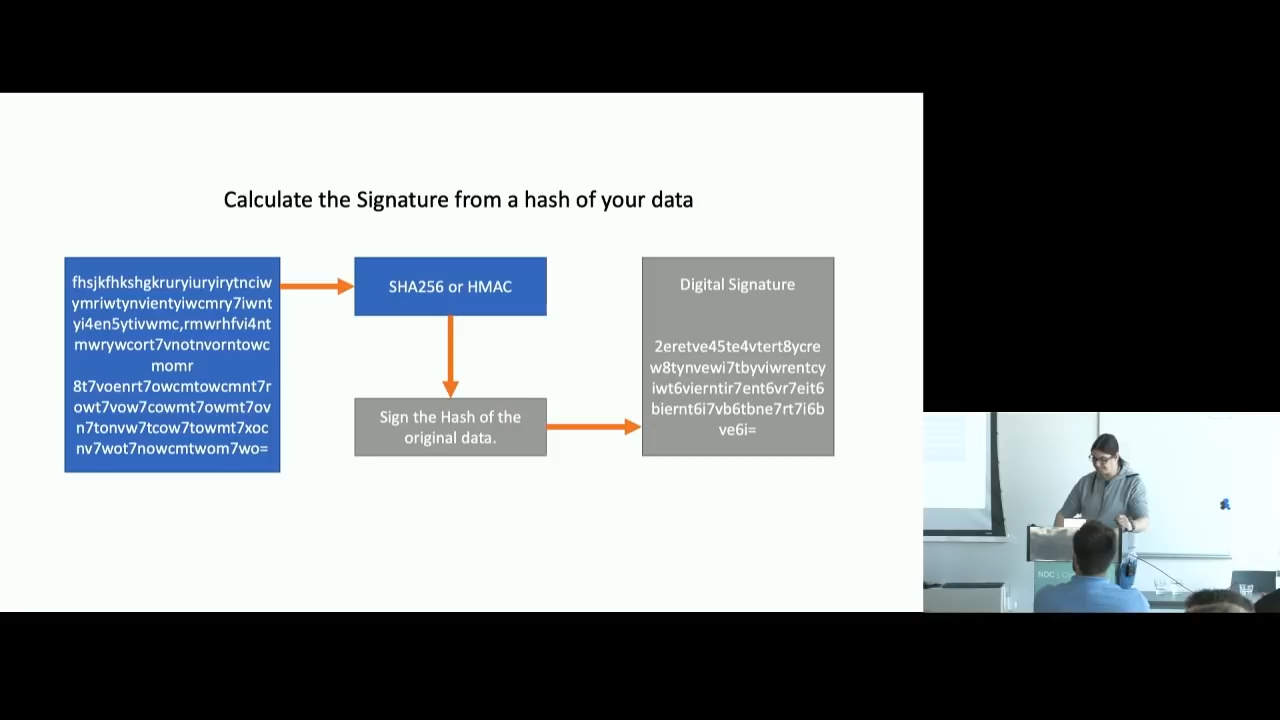 Calculate the Signature from a hash of your data
fhsjkfhkshgkruryiuryirytnciw
ymriwtynvientyiwcmry7iwnt
yi4en5ytivwmc,rmwrhfvi4nt
mwrywcort7vnotnvorntowc
momr
8t7voenrt7owcmtowcmnt7r
owt7vow7cowmt7owmt7ov
n7tonvw7tcow7towmt7xoc
nv7wot7nowcmtwom7wo=
SHA256 or HMAC
Sign the Hash of the
original data.
Digital Signature
2eretve45te4vtert8ycre
w8tynvewi7tbyviwrentcy
iwt6vierntir7ent6vr7eit6
biernt6i7vb6tbne7rt7i6b
ve6i=
NDC